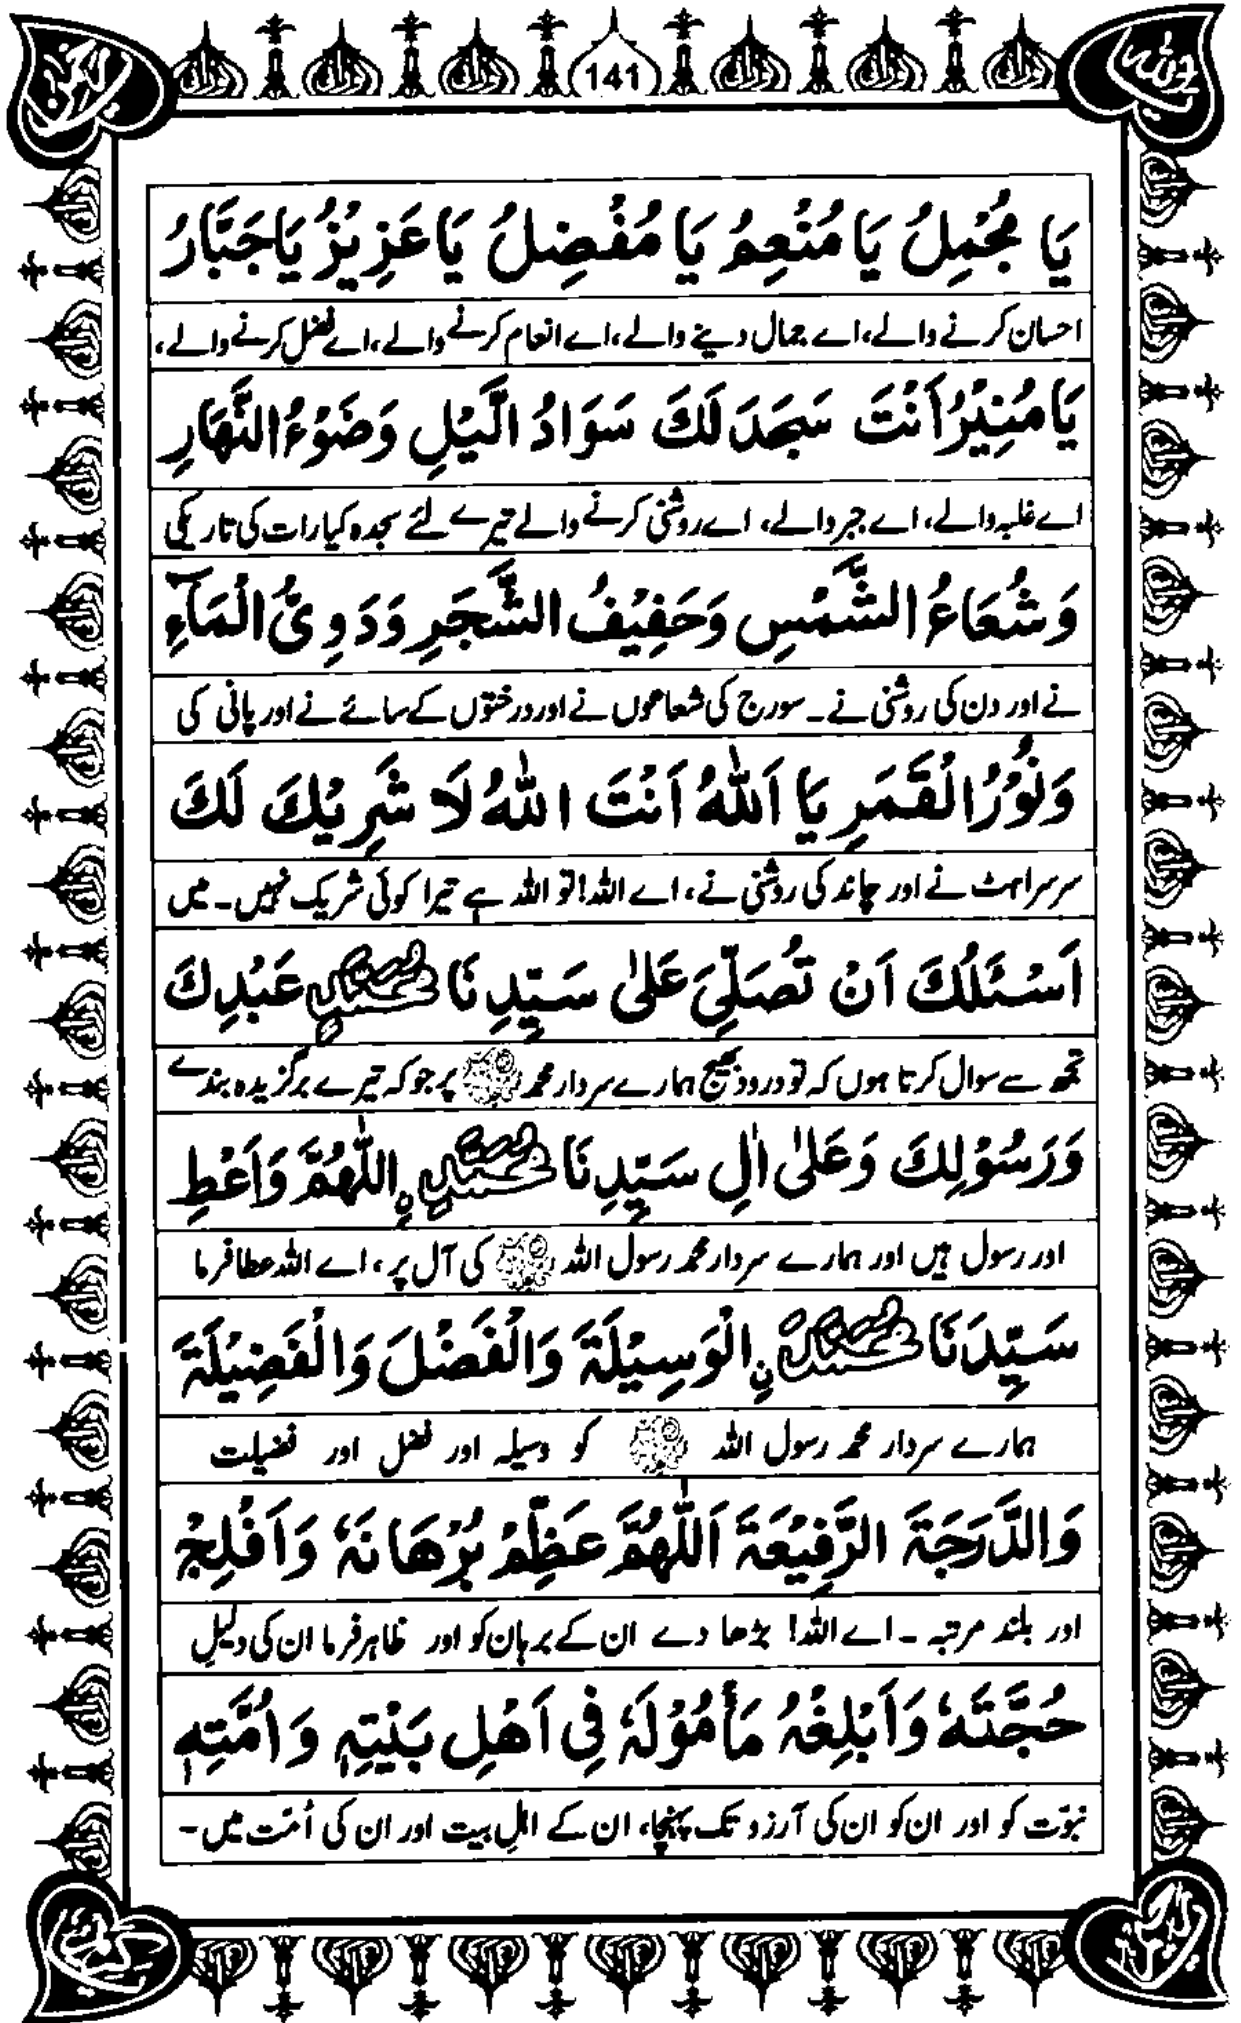 141
يَا مُجْمِلُ يَا مُنْعِمُ يَا مُفْضِلُ يَا عَزِيْزُ يَا جَبَّارُ
احسان کرنے والے، اے جمال دینے والے، اے انعام کرنے والے، اے فضل کرنے والے،
يَا مُنِيْرُ اَنْتَ سَجَدَ لَكَ سَوَادُ الَّيْلِ وَضَوْءُ النَّهَارِ
اے غلبہ والے، اے جبر والے، اے روشنی کرنے والے تیرے لئے سجدہ کیا رات کی تاریکی
وَشُعَاعُ الشَّمْسِ وَحَفِيْفُ الشَّجَرِ وَدَوِيُّ الْمَآءِ
نے اور دن کی روشنی نے۔ سورج کی شعاعوں نے اور درختوں کے سائے نے اور پانی کی
وَنُوْرُ الْقَمَرِ يَا اَللّٰهُ اَنْتَ اللّٰهُ لَا شَرِيْكَ لَكَ
سرسراہٹ نے اور چاند کی روشنی نے، اے اللہ! تو اللہ ہے تیرا کوئی شریک نہیں۔ میں
اَسْئَلُكَ اَنْ تُصَلِّيَ عَلىٰ سَيِّدِنَا مُحَمَّدٍ عَبْدِكَ
تجھ سے سوال کرتا ہوں کہ تو درود بھیج ہمارے سردار محمد ﷺ پر جو کہ تیرے برگزیدہ بندے
وَرَسُوْلِكَ وَعَلىٰ اٰلِ سَيِّدِنَا مُحَمَّدٍ اللّٰهُمَّ وَاَعْطِ
اور رسول ہیں اور ہمارے سردار محمد رسول اللہ ﷺ کی آل پر، اے اللہ عطا فرما
سَيِّدَنَا مُحَمَّدَ نِ الْوَسِيْلَةَ وَالْفَضْلَ وَالْفَضِيْلَةَ
ہمارے سردار محمد رسول اللہ ﷺ کو وسیلہ اور فضل اور فضیلت
وَالدَّرَجَةَ الرَّفِيْعَةَ اَللّٰهُمَّ عَظِّمْ بُرْهَانَهٗ وَاَفْلِجْ
اور بلند مرتبہ ۔ اے اللہ! بڑھا دے ان کے برہان کو اور ظاہر فرما ان کی دلیلِ
حُجَّتَهٗ وَاَبْلِغْهُ مَأْمُوْلَهٗ فِي اَهْلِ بَيْتِهٖ وَاُمَّتِهٖ
نبوّت کو اور ان کو ان کی آرزو تک پہنچا، ان کے اہلِ بیت اور ان کی اُمّت میں۔